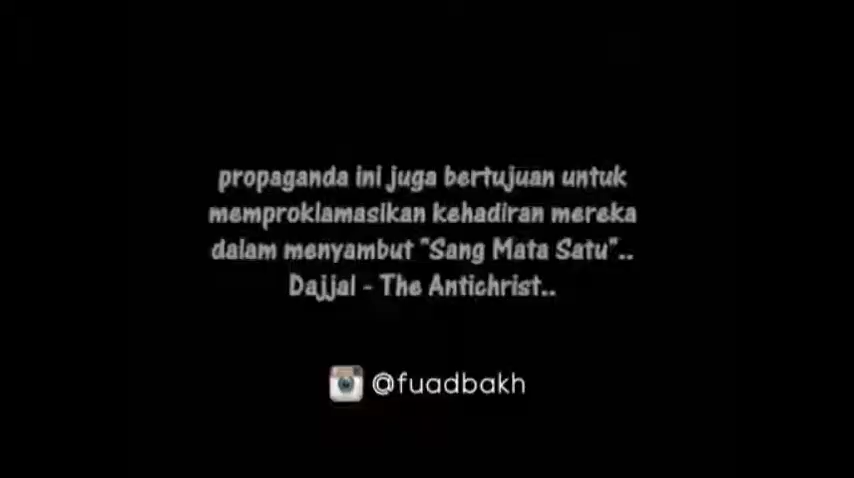 propaganda ini juga bertujuan untuk
memproklamasikan kehadiran mereka
dalam menyambut "Sang Mata Satu"..
Dajjal - The Antichrist..
@fuadbakh